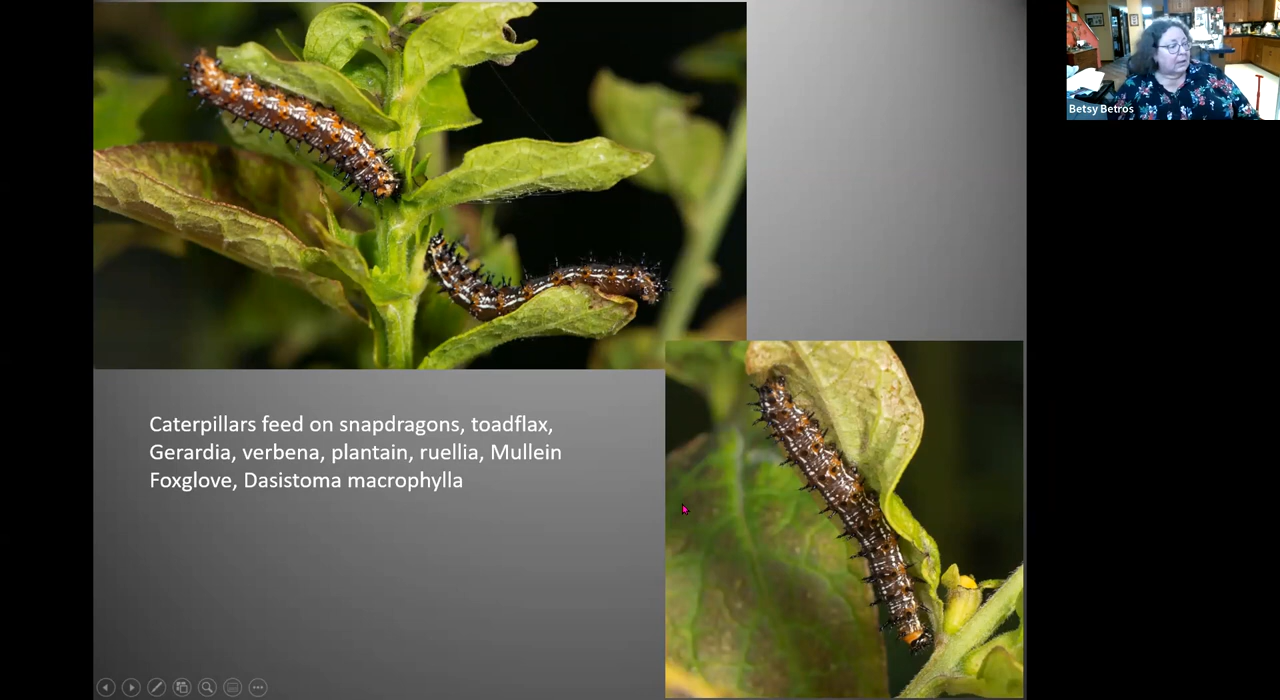 Betsy Betros
Caterpillars feed on snapdragons, toadflax,
Gerardia, verbena, plantain, ruellia, Mullein
Foxglove, Dasistoma macrophylla